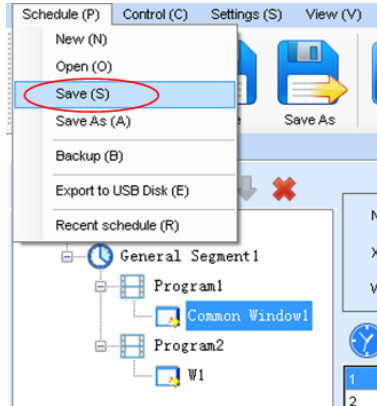 Schedule (P) Control (C) Settings (S) View (V)
New (N)
Open (O)
Save (S)
Save As (A)
Save As
Backup (B)
Export to USB Disk (E)
Recent schedule (R)
General Segment1
Program1
Common Window1
Program2
W1
1
2